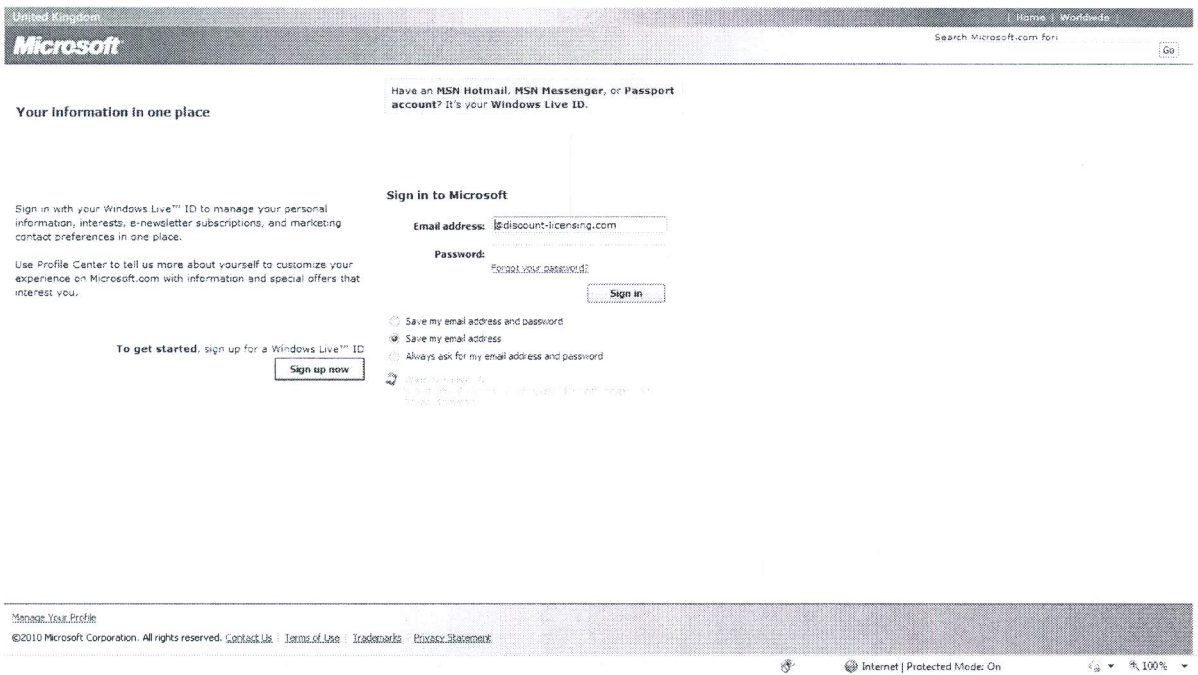 United Kingdom
| Home | Worldwide |
Microsoft
Search Microsoft.com for:
Go
Your information in one place
Have an MSN Hotmail, MSN Messenger, or Passport
account? It's your Windows Live ID.
Sign in with your Windows Live™ ID to manage your personal
information, interests, e-newsletter subscriptions, and marketing
contact preferences in one place.
Use Profile Center to tell us more about yourself to customize your
experience on Microsoft.com with information and special offers that
interest you.
To get started, sign up for a Windows Live™ ID
Sign up now
Sign in to Microsoft
Email address: @discount-licensing.com
Password:
Forgot your password?
Sign in
Save my email address and password
Save my email address
Always ask for my email address and password
Manage Your Profile
©2010 Microsoft Corporation. All rights reserved. Contact Us | Terms of Use | Trademarks | Privacy Statement
Internet | Protected Mode: On
100%